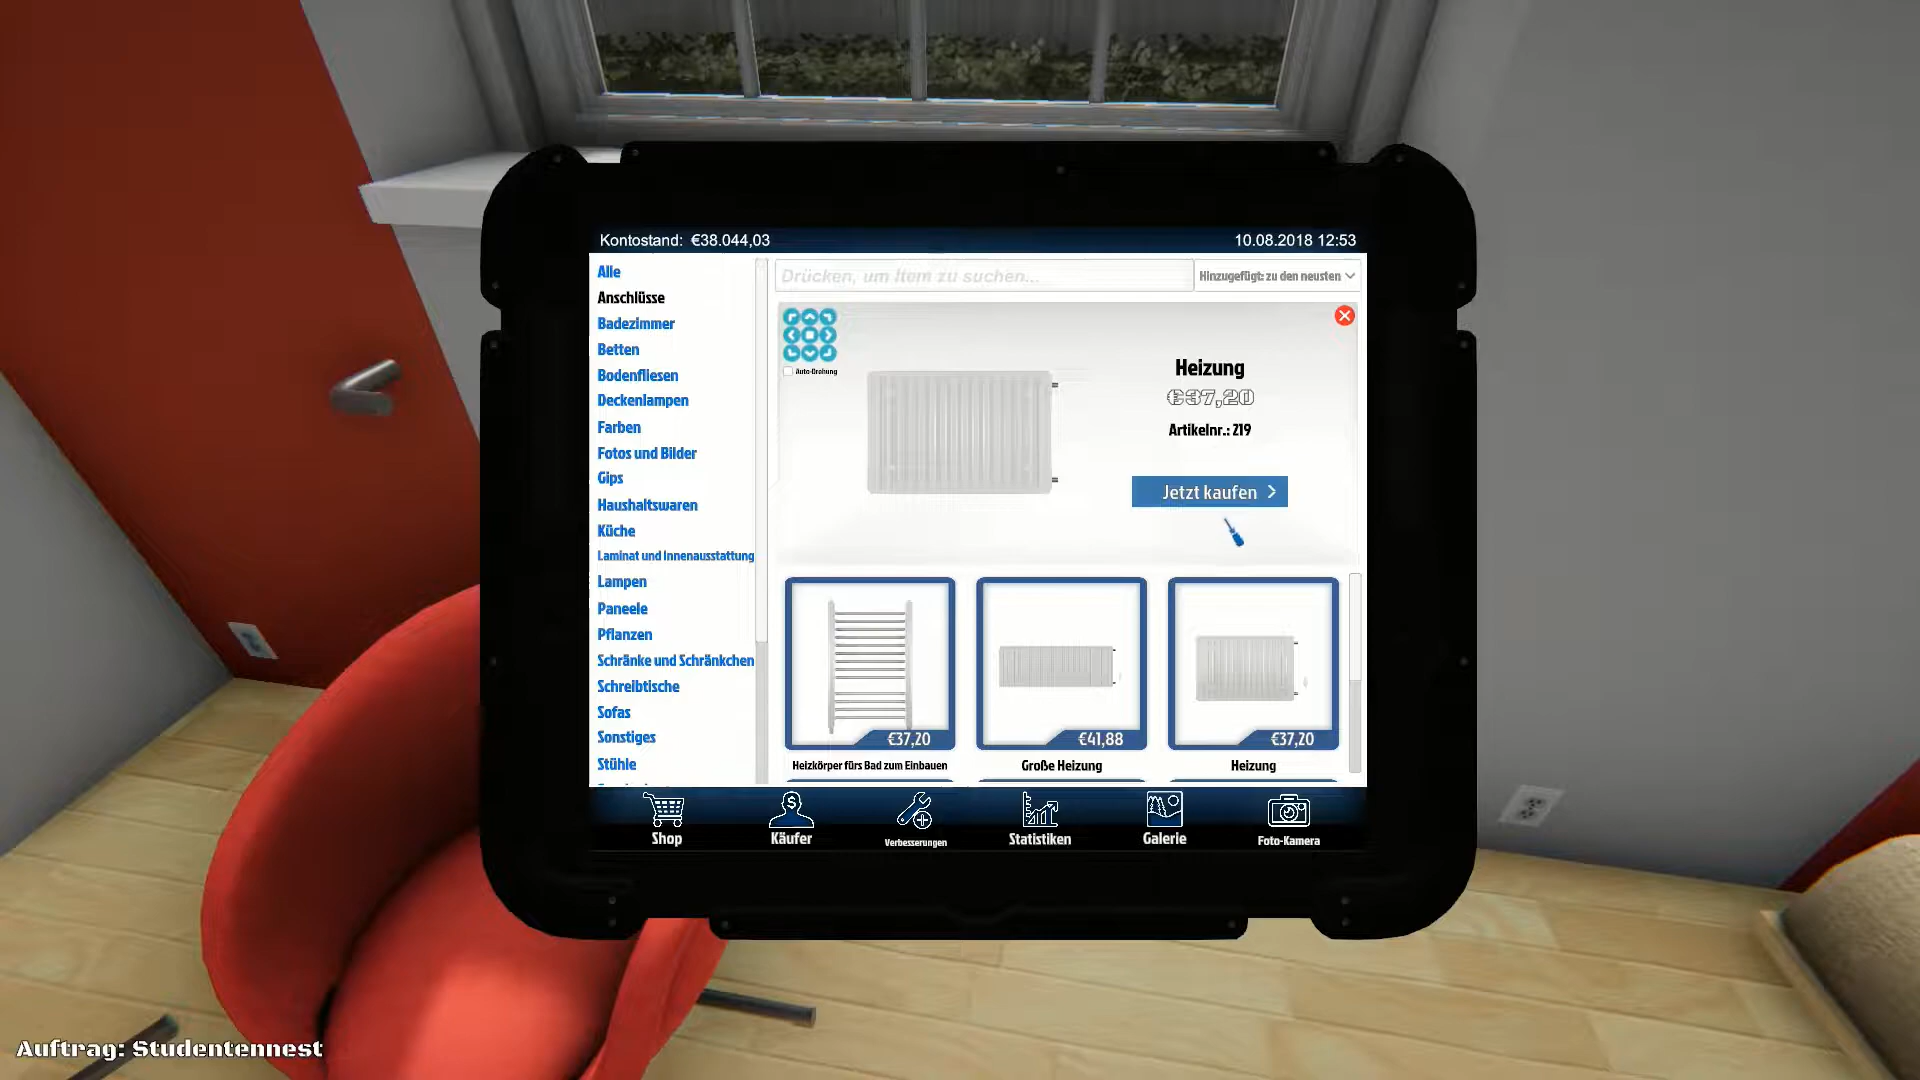 Kontostand: €38.044,03
10.08.2018 12:53
Alle
Anschlüsse
Badezimmer
Betten
Bodenfliesen
Deckenlampen
Farben
Fotos und Bilder
Gips
Haushaltswaren
Küche
Laminat und Innenausstattung
Lampen
Paneele
Pflanzen
Schränke und Schränkchen
Schreibtische
Sofas
Sonstiges
Stühle
Drücken, um Item zu suchen...
Hinzugefügt: zu den neusten
Auto-Drehung
Heizung
€37,20
Artikelnr.: 219
Jetzt kaufen
€37,20
€41,88
€37,20
Heizkörper fürs Bad zum Einbauen
Große Heizung
Heizung
Shop
Käufer
Verbesserungen
Statistiken
Galerie
Foto-Kamera
Auftrag: Studentennest